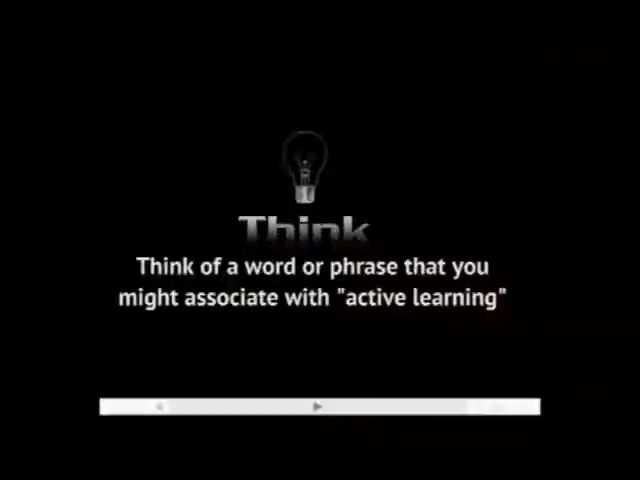 Think
Think of a word or phrase that you
might associate with "active learning"